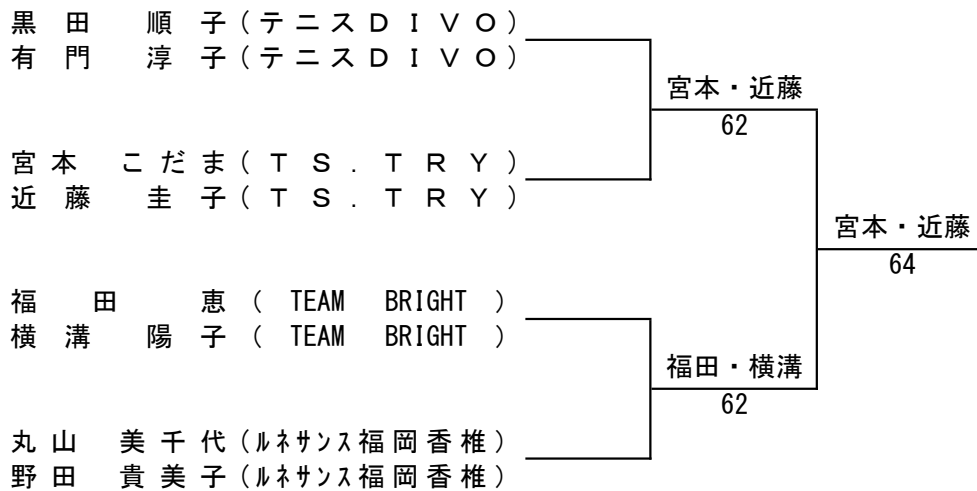 黒田 順子(テニスDIVO)
有門 淳子(テニスDIVO)
宮本・近藤
62
宮本 こだま(TS.TRY)
近藤 圭子(TS.TRY)
宮本・近藤
64
福田 恵(TEAM BRIGHT)
横溝 陽子(TEAM BRIGHT)
福田・横溝
62
丸山 美千代(ルネサンス福岡香椎)
野田 貴美子(ルネサンス福岡香椎)